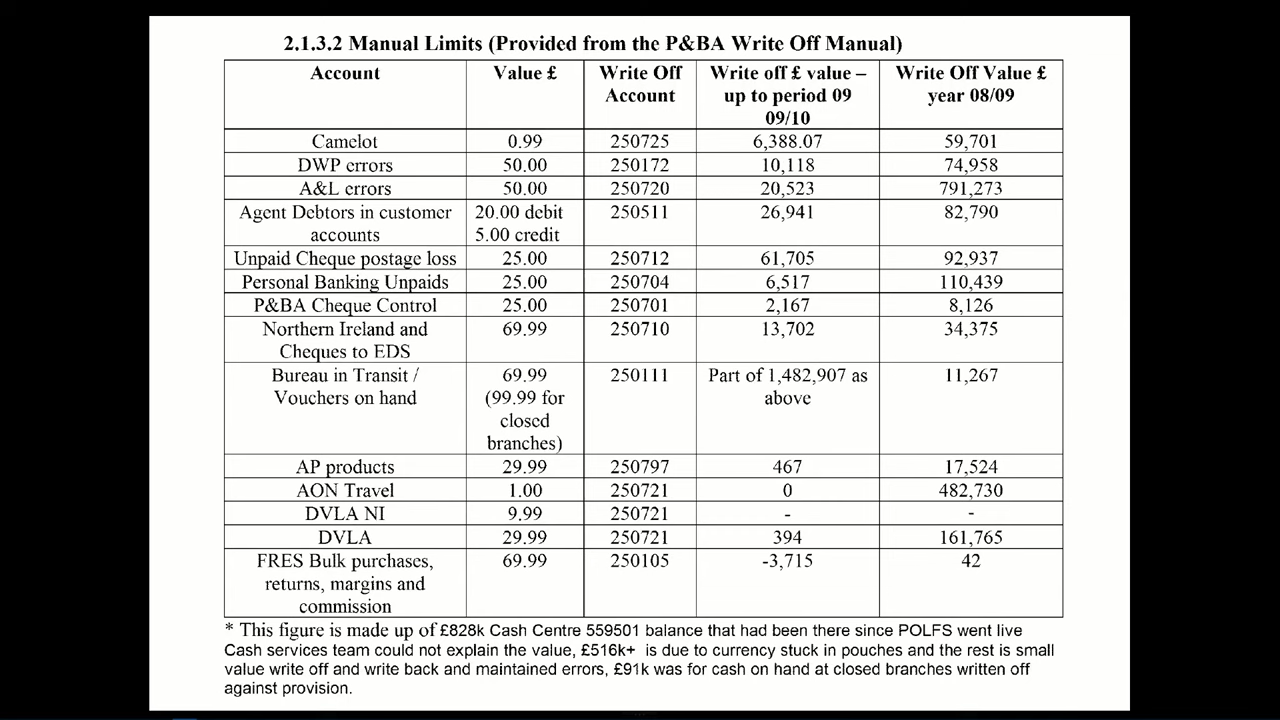 2.1.3.2 Manual Limits (Provided from the P&BA Write Off Manual)
Account Value £ Write Off Account Write off £ value – up to period 09 09/10 Write Off Value £ year 08/09
Camelot 0.99 250725 6,388.07 59,701
DWP errors 50.00 250172 10,118 74,958
A&L errors 50.00 250720 20,523 791,273
Agent Debtors in customer accounts 20.00 debit 5.00 credit 250511 26,941 82,790
Unpaid Cheque postage loss 25.00 250712 61,705 92,937
Personal Banking Unpaids 25.00 250704 6,517 110,439
P&BA Cheque Control 25.00 250701 2,167 8,126
Northern Ireland and Cheques to EDS 69.99 250710 13,702 34,375
Bureau in Transit / Vouchers on hand 69.99 (99.99 for closed branches) 250111 Part of 1,482,907 as above 11,267
AP products 29.99 250797 467 17,524
AON Travel 1.00 250721 0 482,730
DVLA NI 9.99 250721 - -
DVLA 29.99 250721 394 161,765
FRES Bulk purchases, returns, margins and commission 69.99 250105 -3,715 42
* This figure is made up of £828k Cash Centre 559501 balance that had been there since POLFS went live
Cash services team could not explain the value, £516k+ is due to currency stuck in pouches and the rest is small
value write off and write back and maintained errors, £91k was for cash on hand at closed branches written off
against provision.